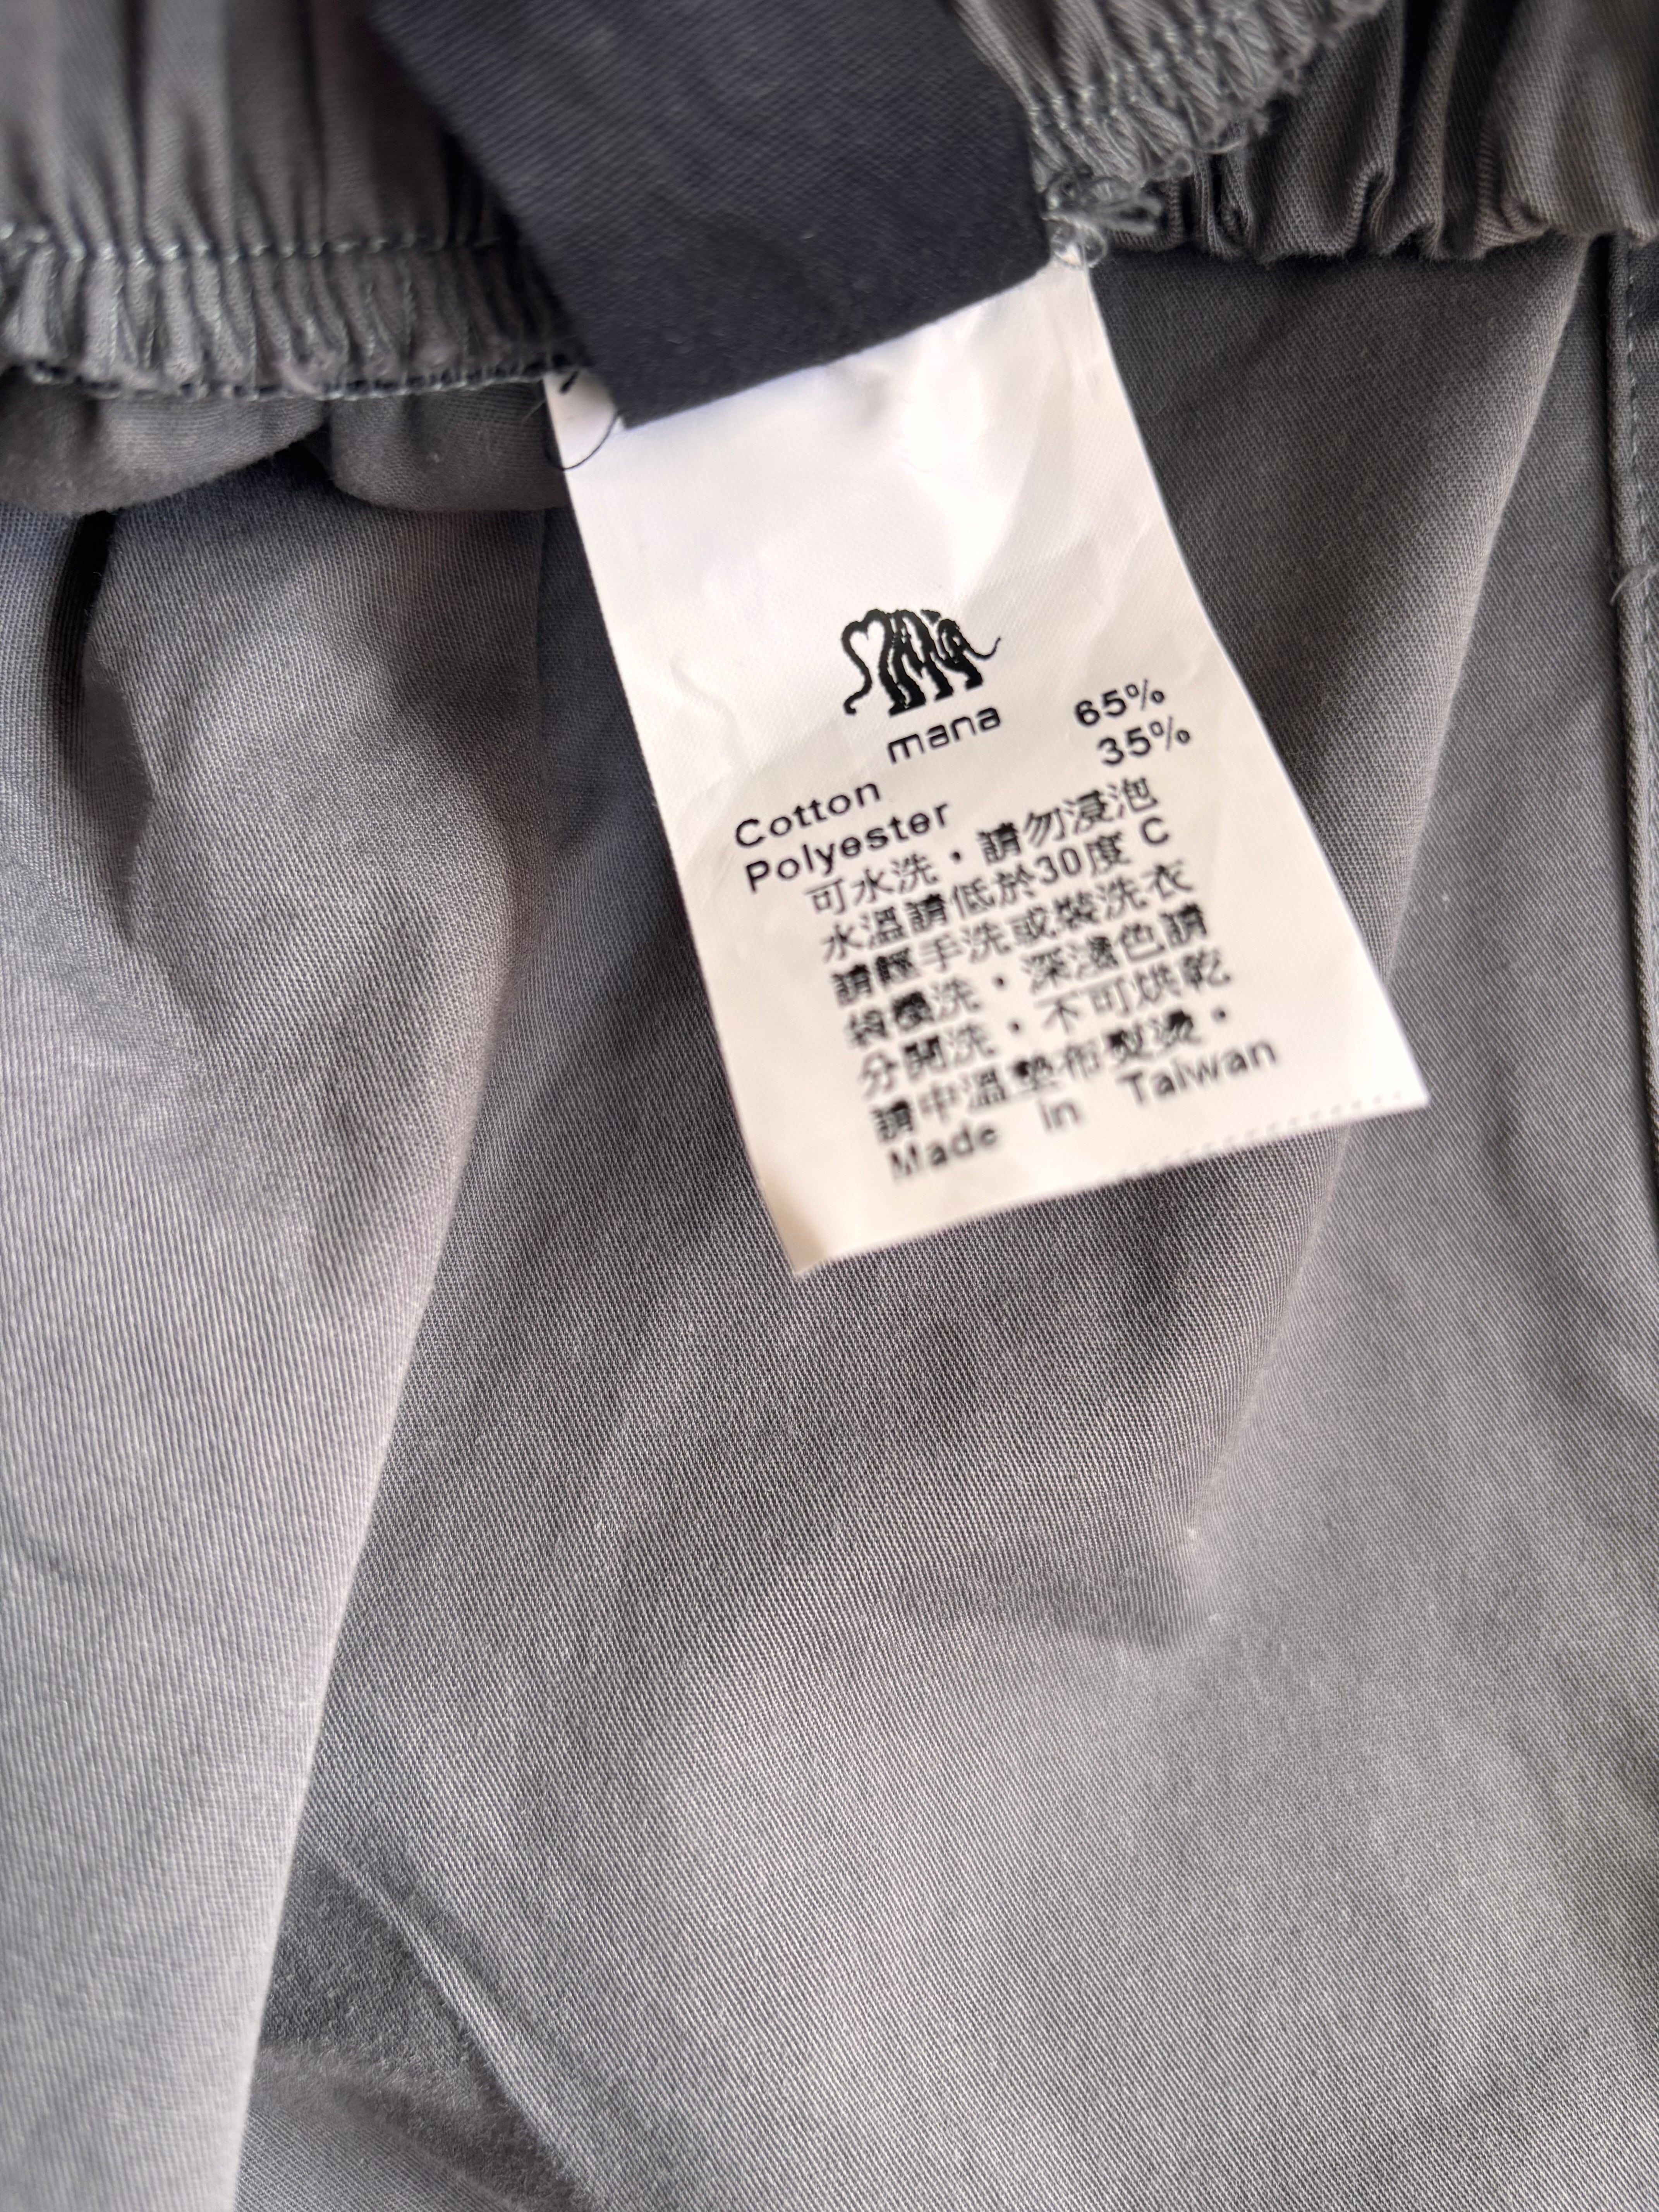 mana
Cotton 65%
Polyester 35%
可水洗,請勿浸泡
水溫請低於30度C
請輕手洗或裝洗衣
袋機洗,深淺色請
分開洗,不可烘乾
請中溫墊布熨燙。
Made in Taiwan